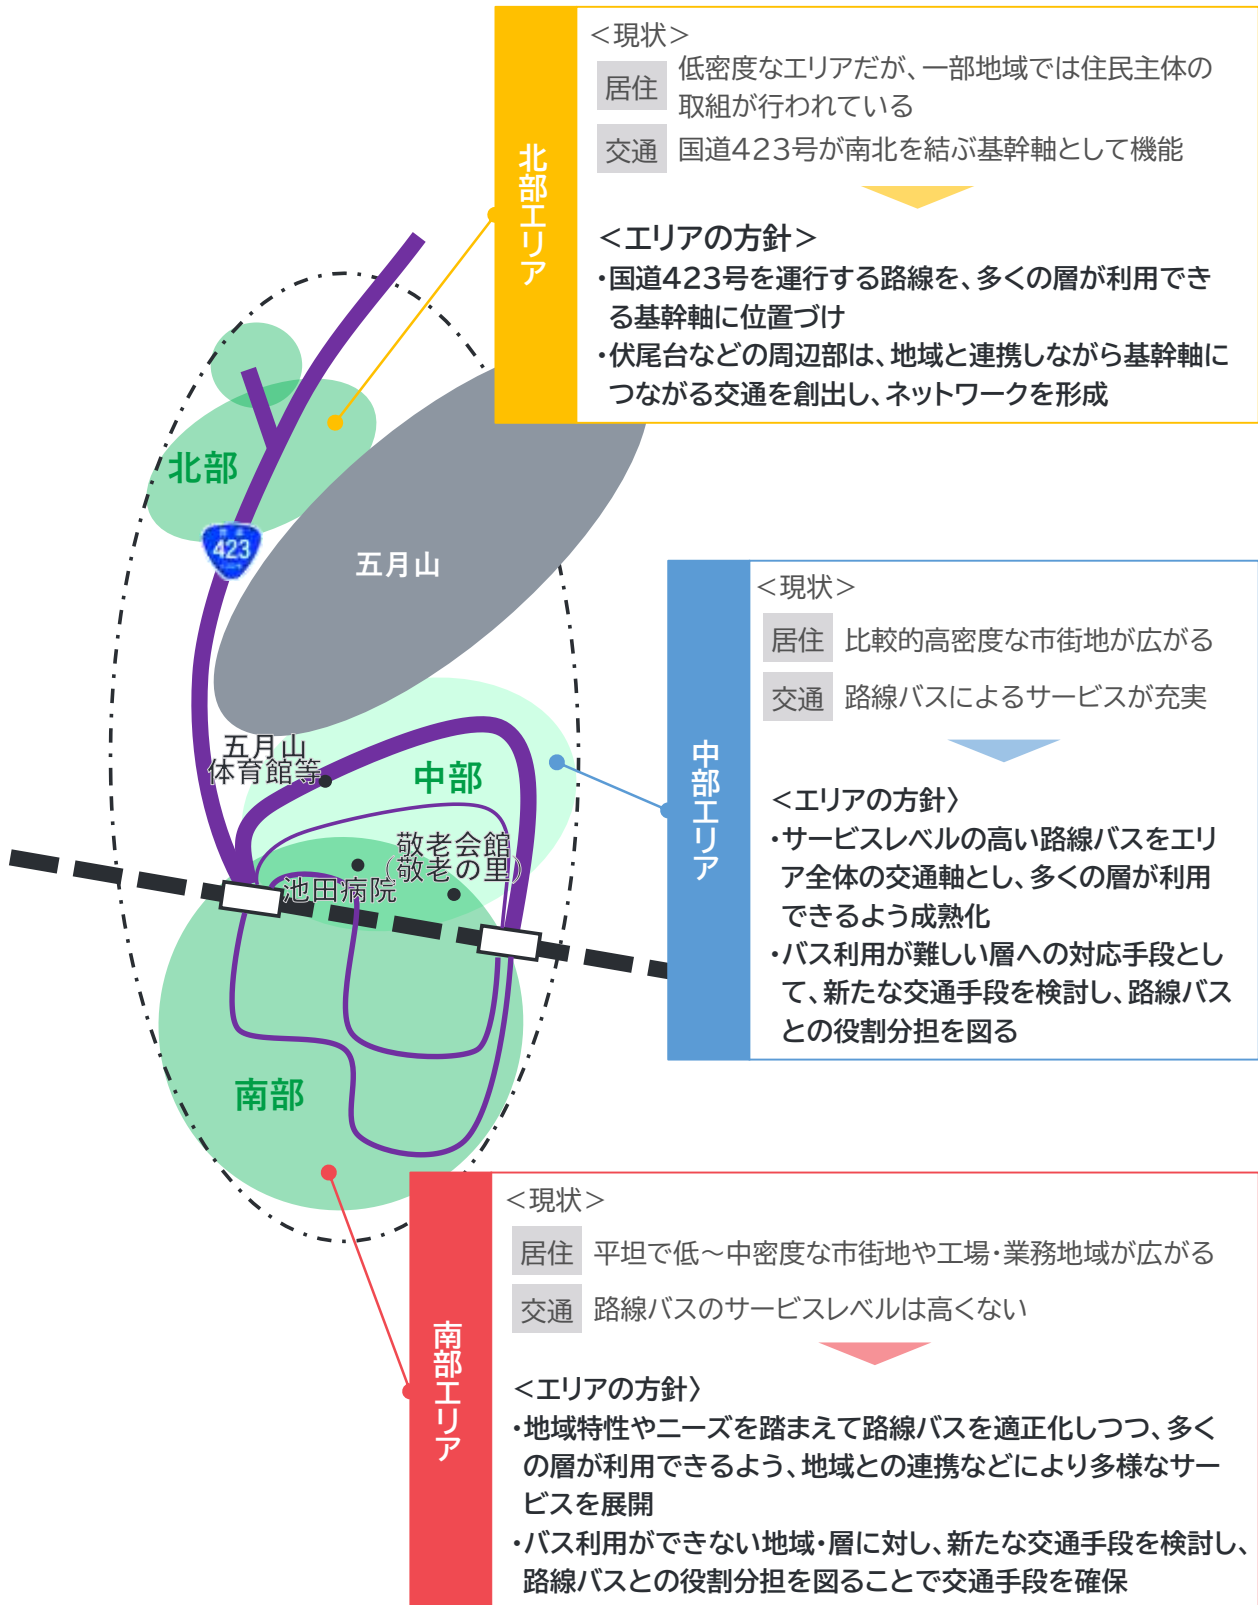 ＜現状＞
居住 低密度なエリアだが、一部地域では住民主体の
取組が行われている
交通 国道423号が南北を結ぶ基幹軸として機能
北部エリア
＜エリアの方針＞
・国道423号を運行する路線を、多くの層が利用でき
る基幹軸に位置づけ
・伏尾台などの周辺部は、地域と連携しながら基幹軸に
つながる交通を創出し、ネットワークを形成
北部
423
五月山
＜現状＞
居住 比較的高密度な市街地が広がる
交通 路線バスによるサービスが充実
中部エリア
＜エリアの方針〉
・サービスレベルの高い路線バスをエリ
ア全体の交通軸とし、多くの層が利用
できるよう成熟化
・バス利用が難しい層への対応手段とし
て、新たな交通手段を検討し、路線バス
との役割分担を図る
五月山
体育館等
中部
敬老会館
（敬老の里）
池田病院
南部
＜現状＞
居住 平坦で低～中密度な市街地や工場・業務地域が広がる
交通 路線バスのサービスレベルは高くない
南部エリア
＜エリアの方針〉
・地域特性やニーズを踏まえて路線バスを適正化しつつ、多く
の層が利用できるよう、地域との連携などにより多様なサー
ビスを展開
・バス利用ができない地域・層に対し、新たな交通手段を検討し、
路線バスとの役割分担を図ることで交通手段を確保